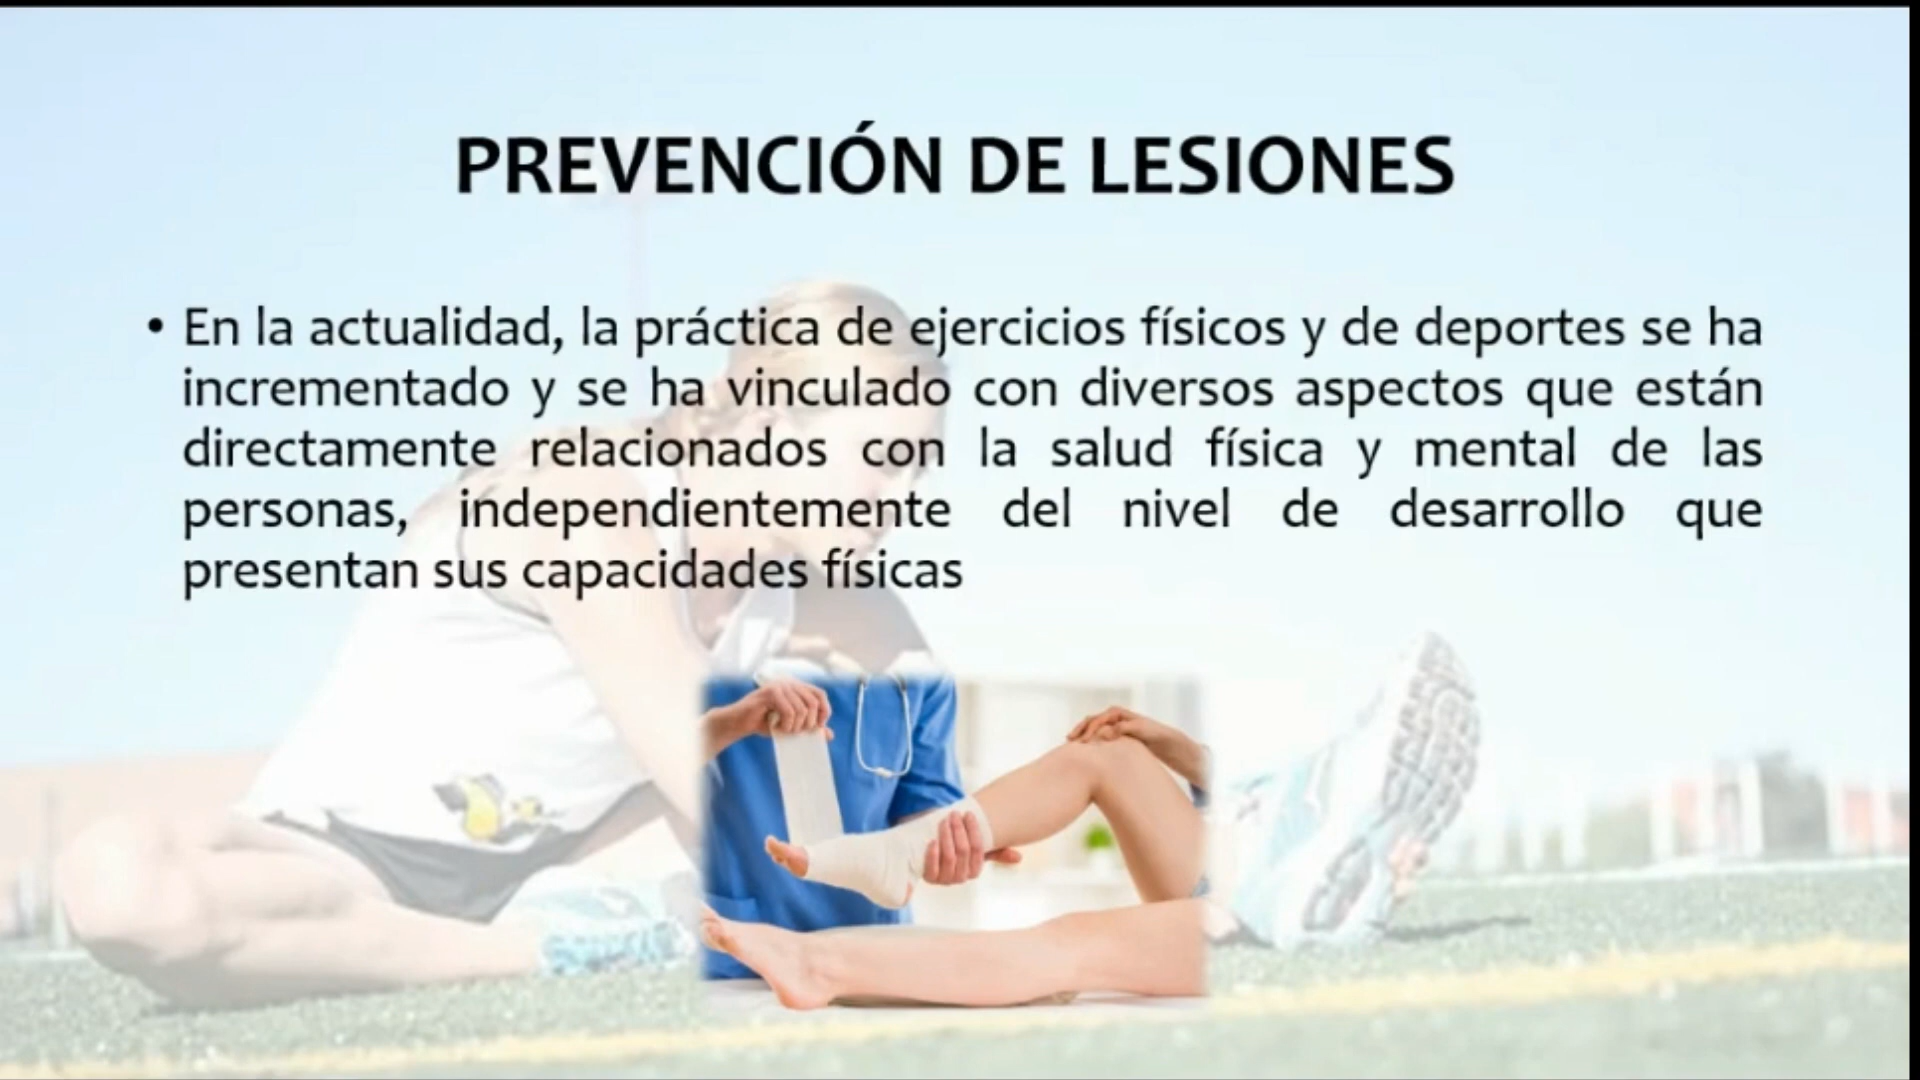 PREVENCIÓN DE LESIONES
• En la actualidad, la práctica de ejercicios físicos y de deportes se ha
incrementado y se ha vinculado con diversos aspectos que están
directamente relacionados con la salud física y mental de las
personas, independientemente del nivel de desarrollo que
presentan sus capacidades físicas